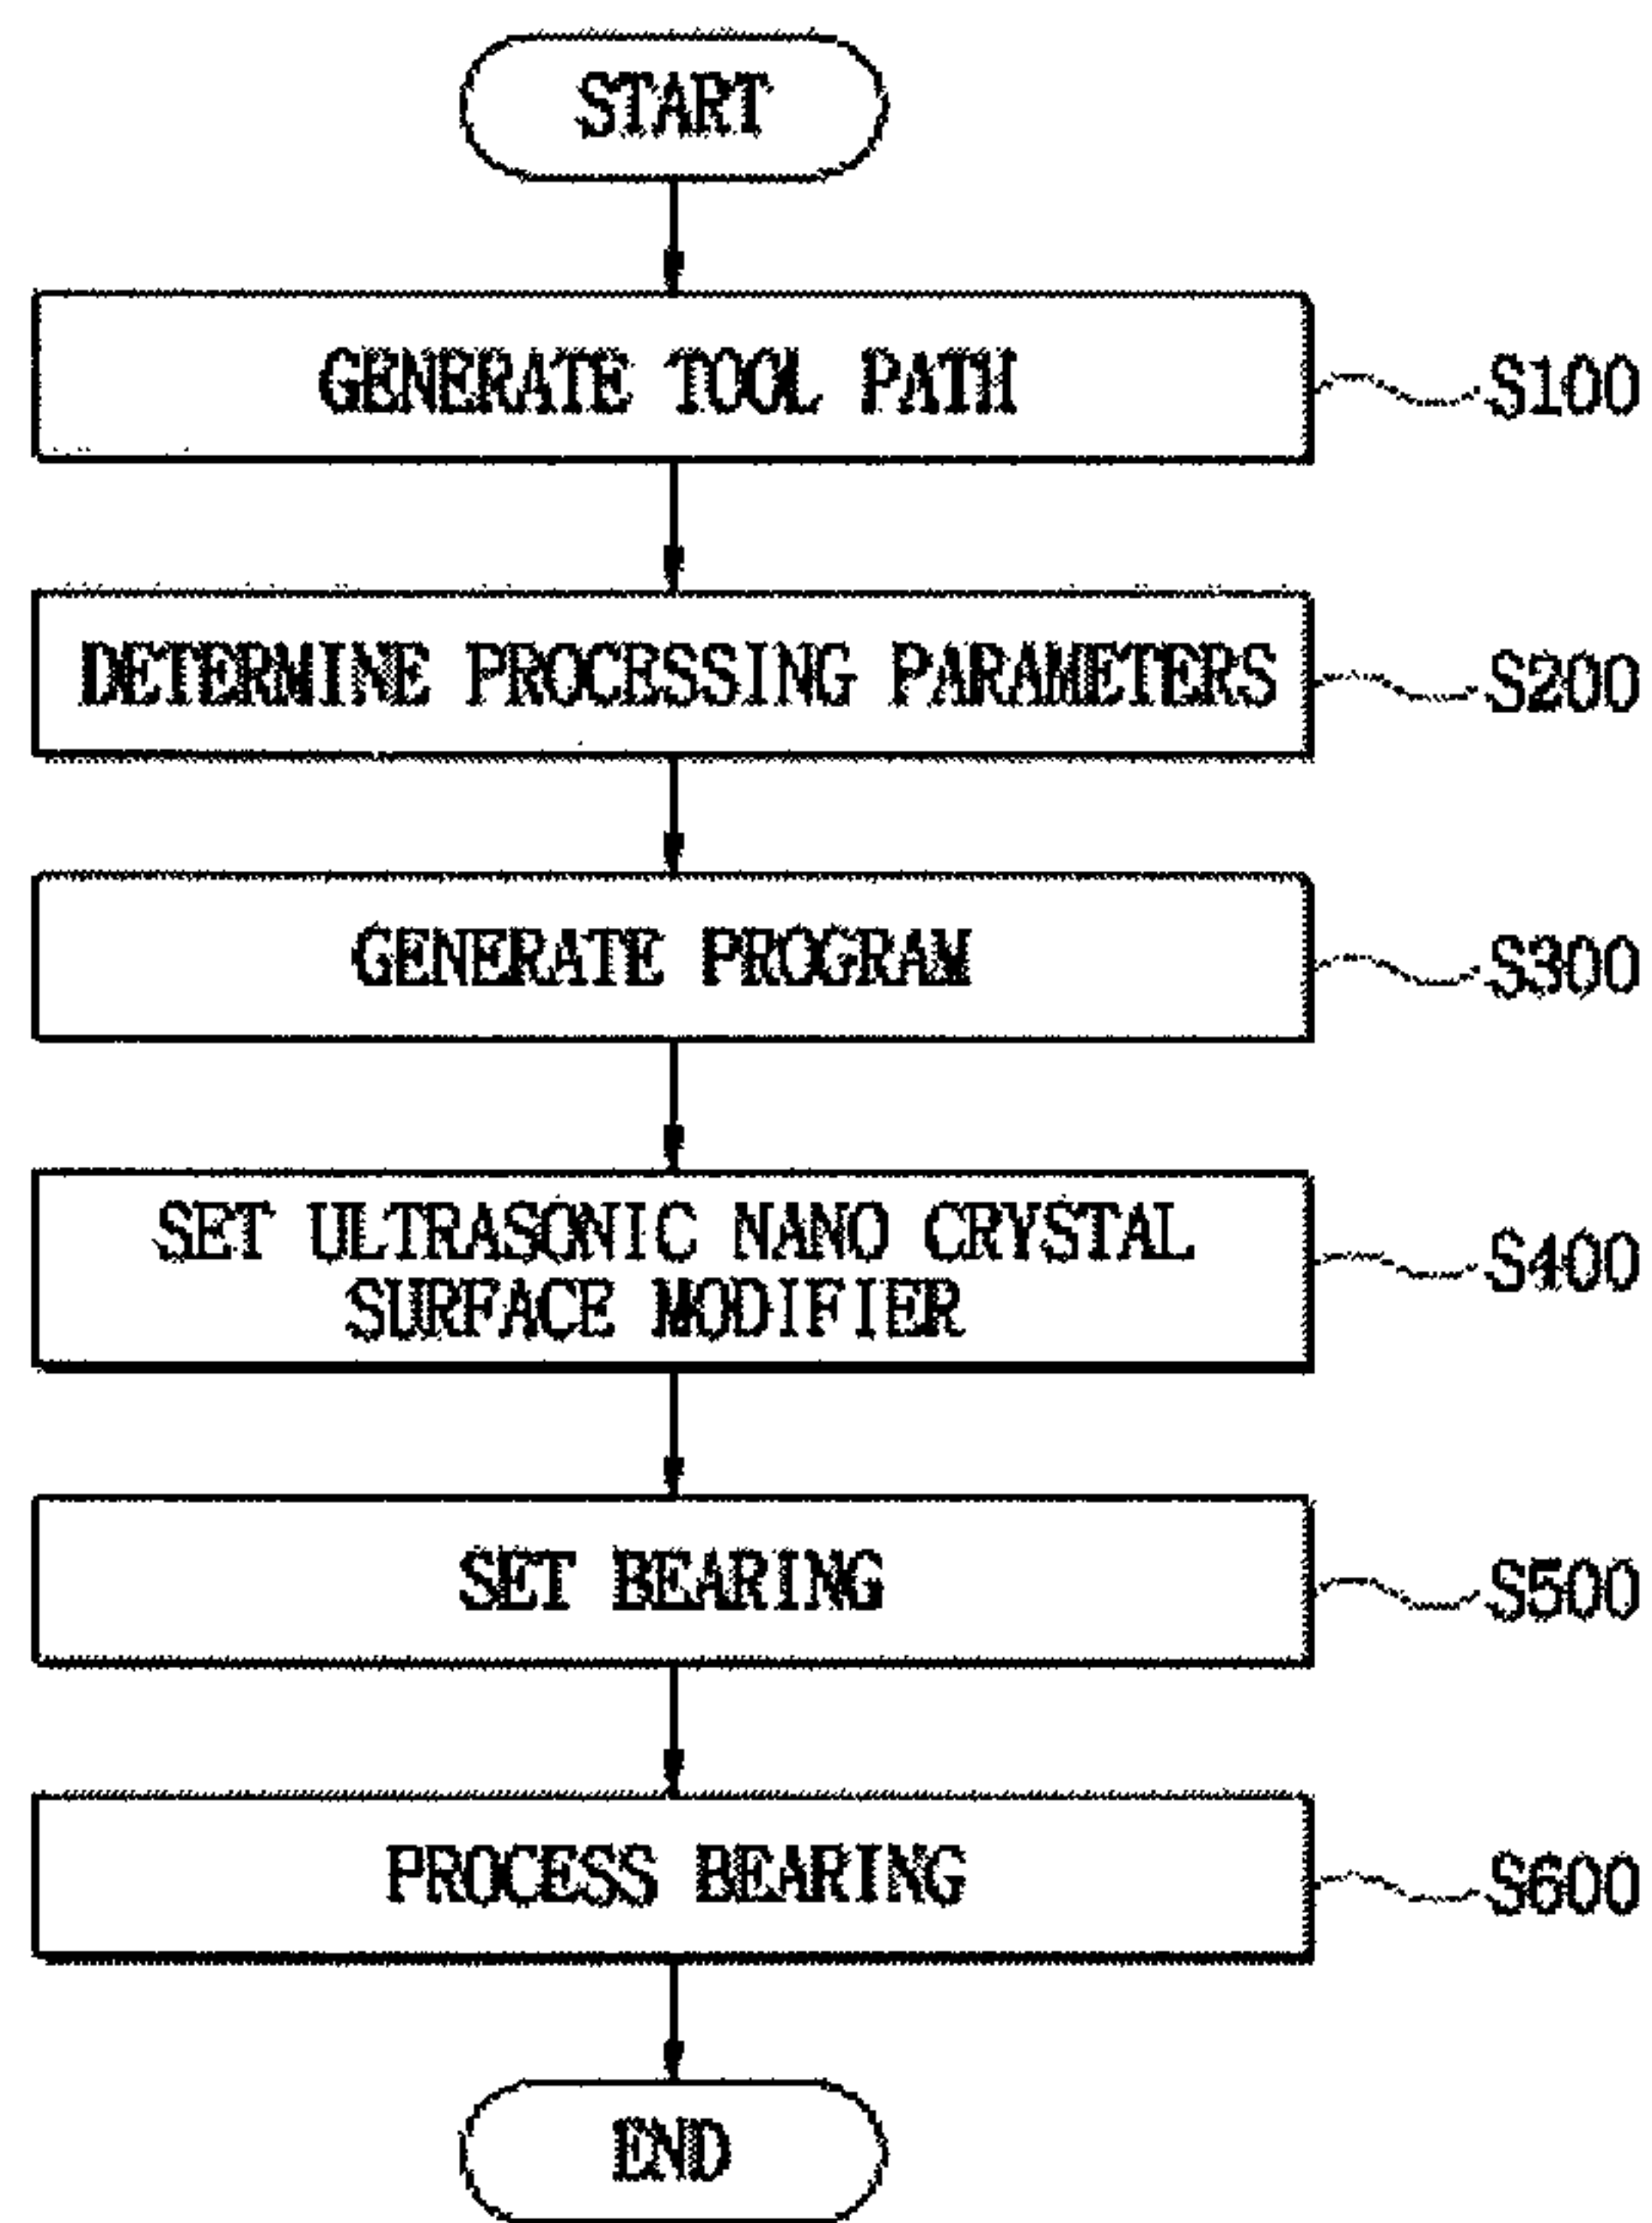 START
GENERATE TOOL PATH
S100
DETERMINE PROCESSING PARAMETERS
S200
GENERATE PROGRAM
S300
SET ULTRASONIC NANO CRYSTAL
SURFACE MODIFIER
S400
SET BEARING
S500
PROCESS BEARING
S600
END